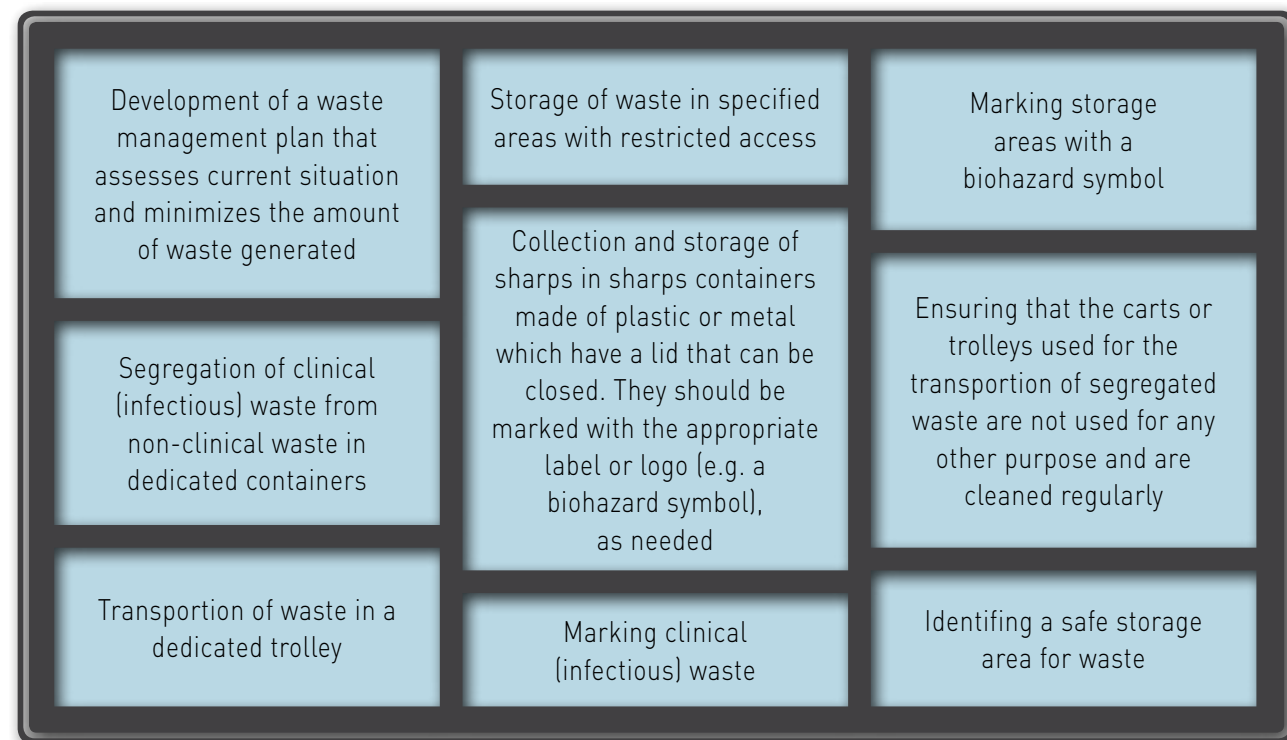 Development of a waste
management plan that
assesses current situation
and minimizes the amount
of waste generated
Segregation of clinical
(infectious) waste from
non-clinical waste in
dedicated containers
Transportion of waste in a
dedicated trolley
Storage of waste in specified
areas with restricted access
Collection and storage of
sharps in sharps containers
made of plastic or metal
which have a lid that can be
closed. They should be
marked with the appropriate
label or logo (e.g. a
biohazard symbol),
as needed
Marking clinical
(infectious) waste
Marking storage
areas with a
biohazard symbol
Ensuring that the carts or
trolleys used for the
transportion of segregated
waste are not used for any
other purpose and are
cleaned regularly
Identifing a safe storage
area for waste